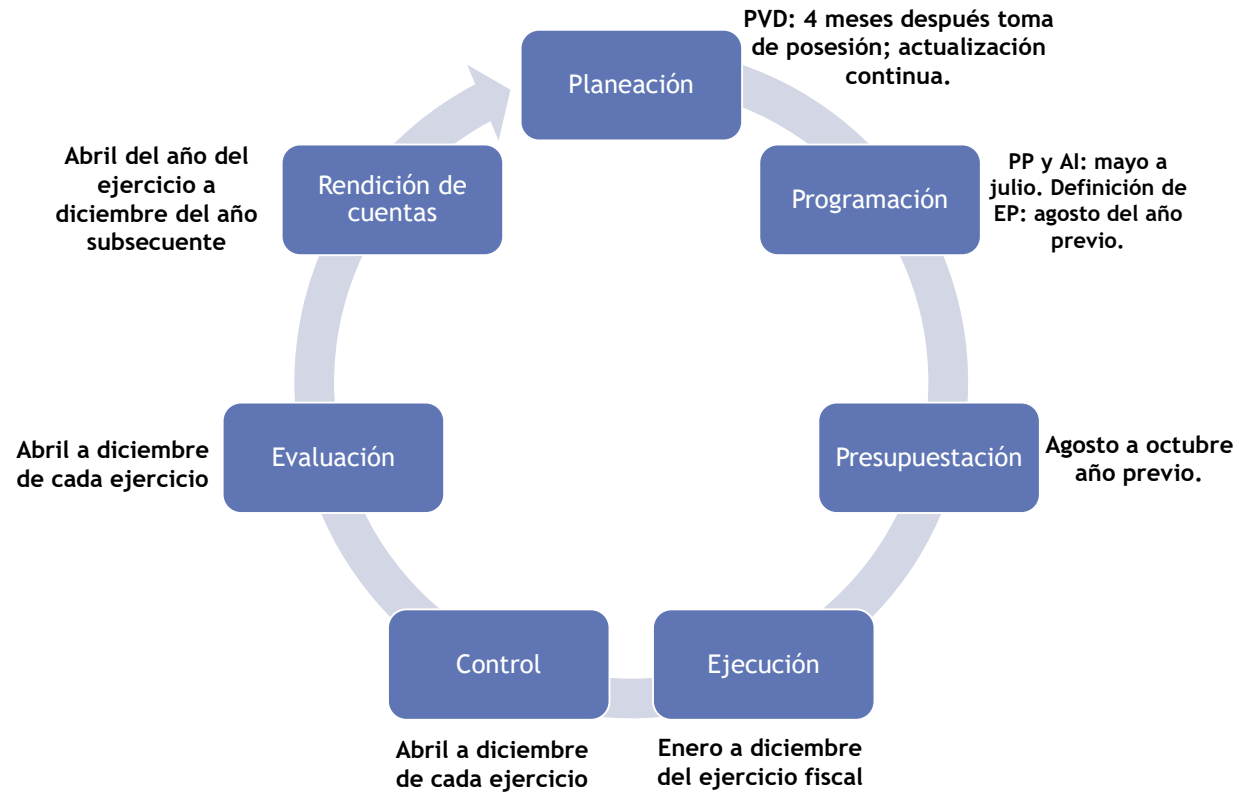 Planeación
PVD: 4 meses después toma
de posesión; actualización
continua.
Programación
PP y AI: mayo a
julio. Definición de
EP: agosto del año
previo.
Presupuestación
Agosto a octubre
año previo.
Ejecución
Enero a diciembre
del ejercicio fiscal
Control
Abril a diciembre
de cada ejercicio
Evaluación
Abril a diciembre
de cada ejercicio
Rendición de
cuentas
Abril del año del
ejercicio a
diciembre del año
subsecuente